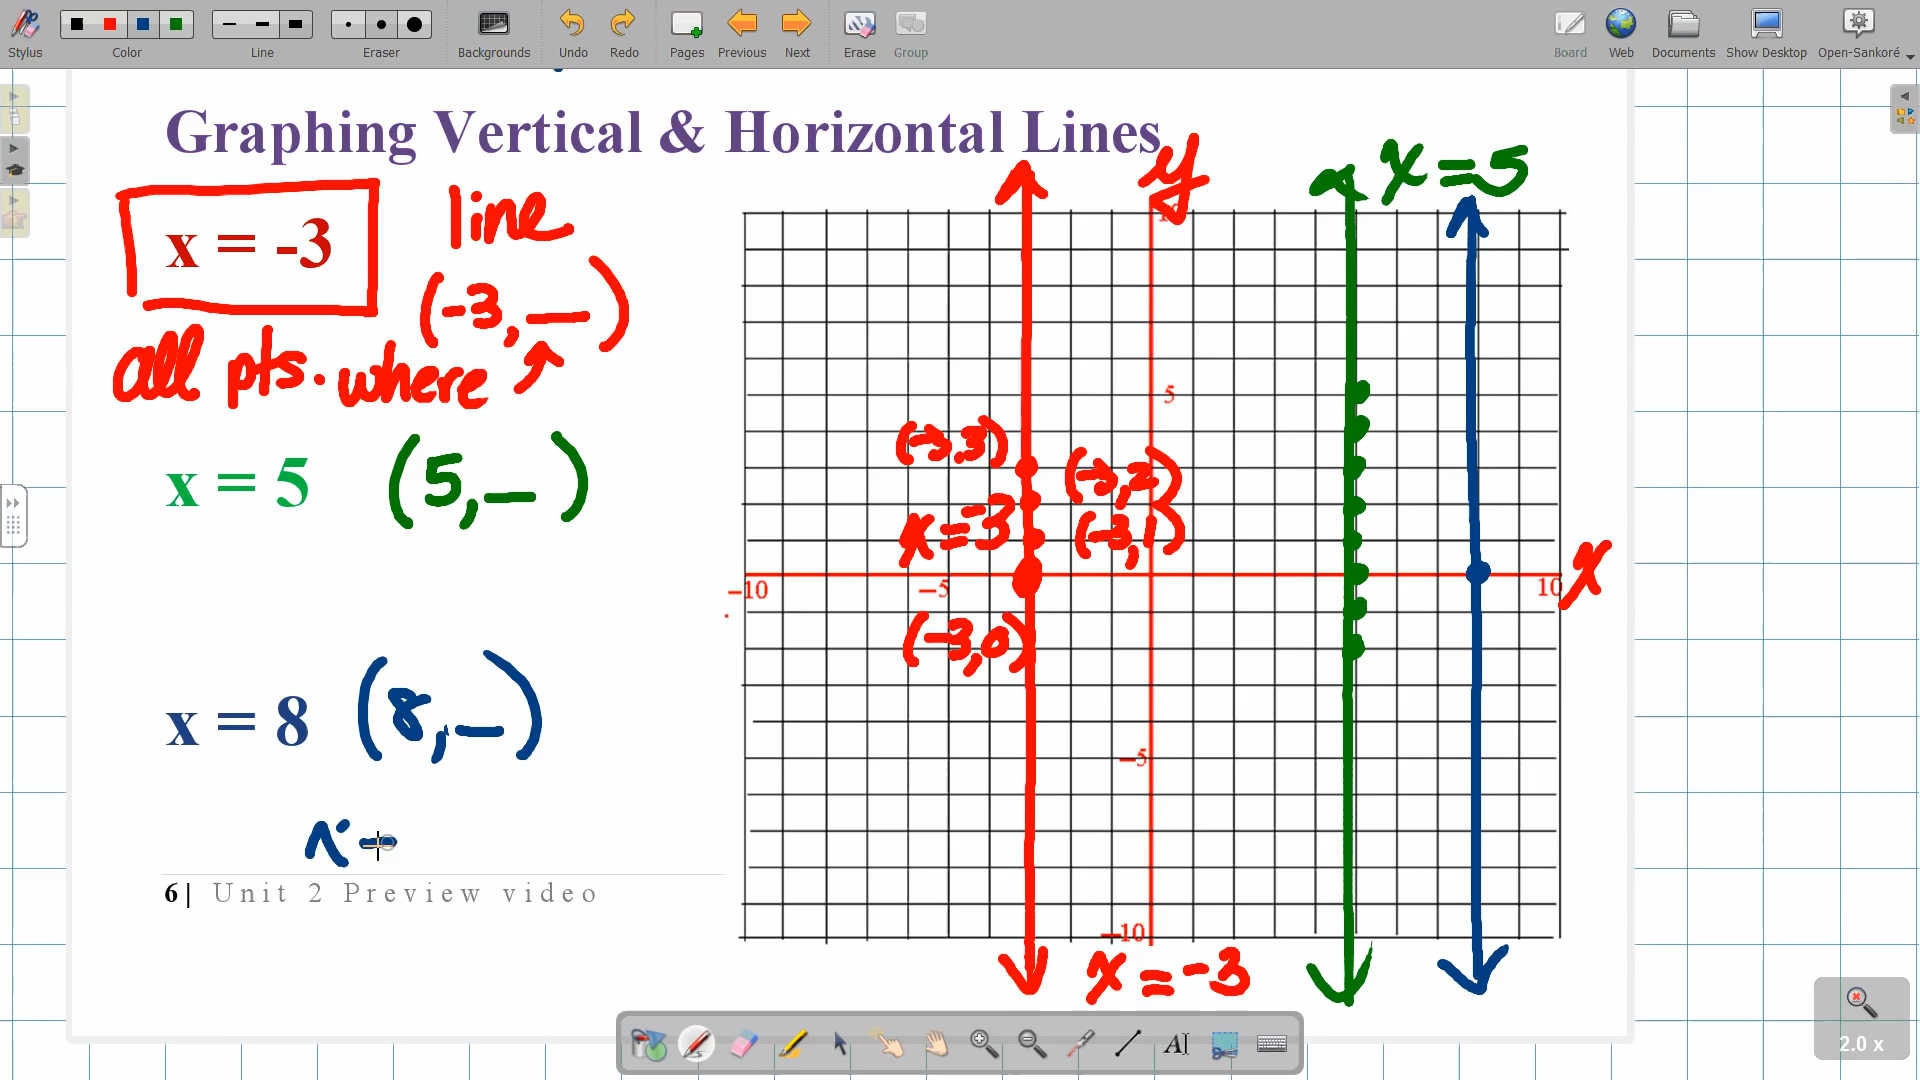 Stylus Color Line Eraser Backgrounds Undo Redo Pages Previous Next Erase Group Board Web Documents Show Desktop Open-Sankoré
Graphing Vertical & Horizontal Lines
x = -3
line
(-3, _)
all pts. where
x = 5
(5, _)
x = 8
(8, _)
6| Unit 2 Preview video
y
x = 5
10
5
(-3,3)
(-3,2)
x = -3
(-3,1)
-10
-5
10
x
(-3,0)
-5
-10
x = -3
2.0 x